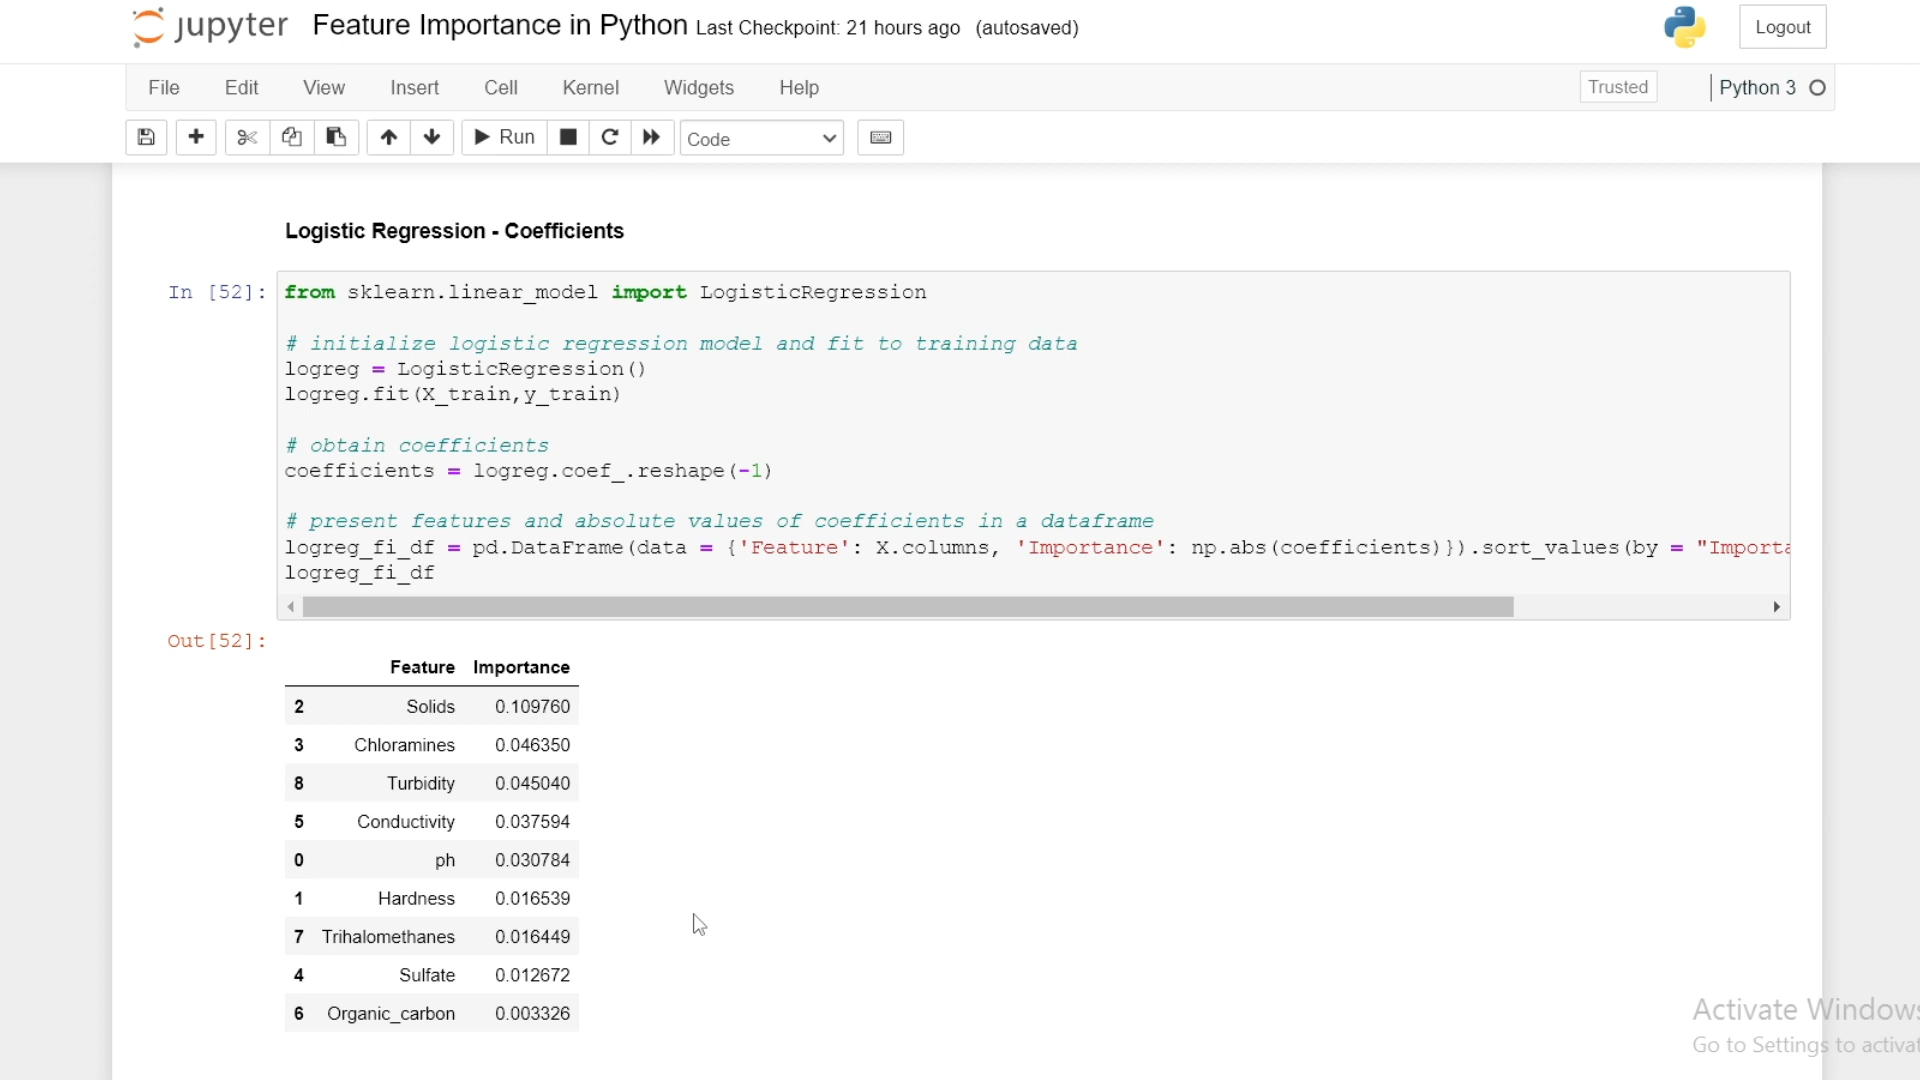 jupyter Feature Importance in Python Last Checkpoint: 21 hours ago (autosaved) Logout
File Edit View Insert Cell Kernel Widgets Help Trusted Python 3
Run Code
Logistic Regression - Coefficients
In [52]: from sklearn.linear_model import LogisticRegression
# initialize logistic regression model and fit to training data
logreg = LogisticRegression()
logreg.fit(X_train,y_train)
# obtain coefficients
coefficients = logreg.coef_.reshape(-1)
# present features and absolute values of coefficients in a dataframe
logreg_fi_df = pd.DataFrame(data = {'Feature': X.columns, 'Importance': np.abs(coefficients)}).sort_values(by = "Importa
logreg_fi_df
Out[52]:
Feature Importance
2 Solids 0.109760
3 Chloramines 0.046350
8 Turbidity 0.045040
5 Conductivity 0.037594
0 ph 0.030784
1 Hardness 0.016539
7 Trihalomethanes 0.016449
4 Sulfate 0.012672
6 Organic_carbon 0.003326
Activate Windows
Go to Settings to activat